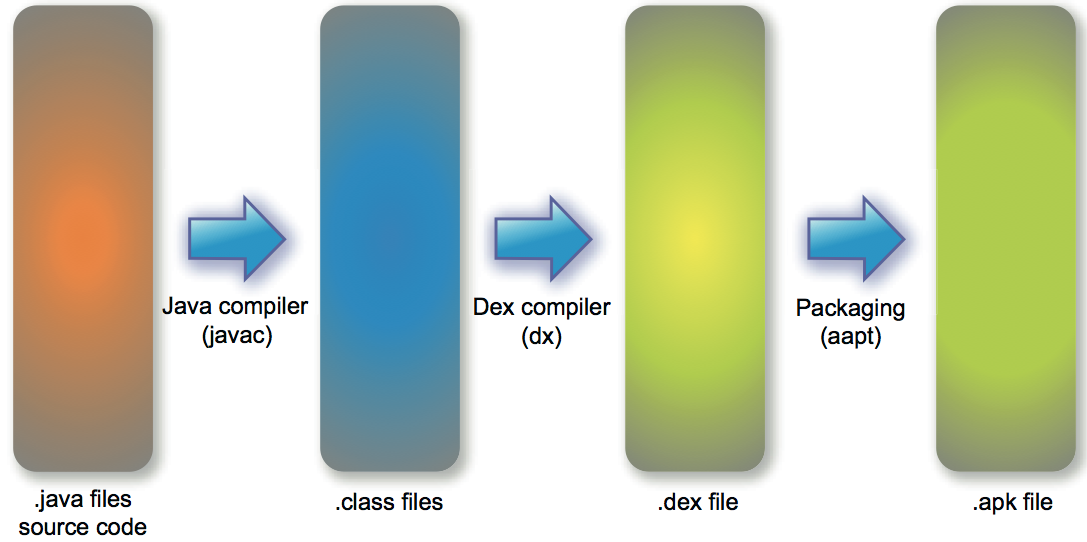 Java compiler
(javac)
Dex compiler
(dx)
Packaging
(aapt)
.java files
source code
.class files
.dex file
.apk file